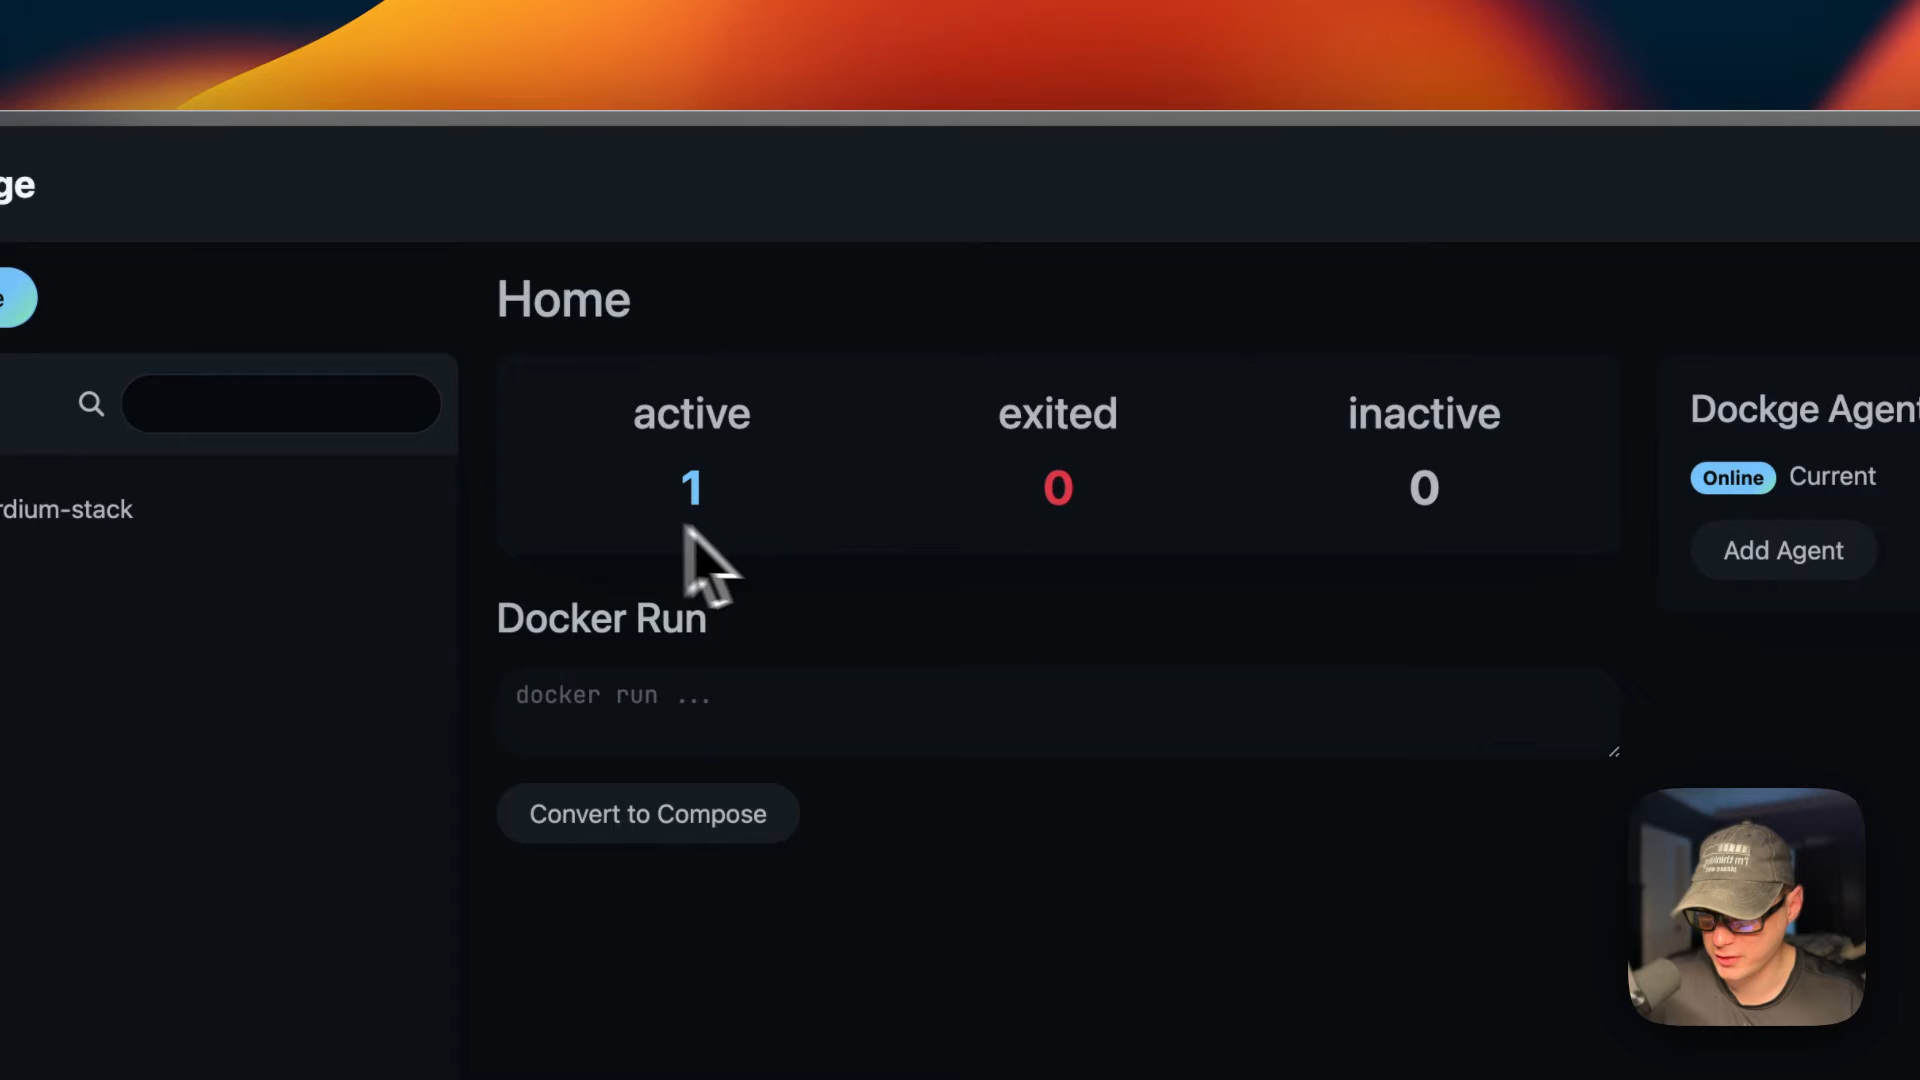 ge
e
Home
active
exited
inactive
1
0
0
Dockge Agent
Online Current
Add Agent
rdium-stack
Docker Run
docker run ...
Convert to Compose